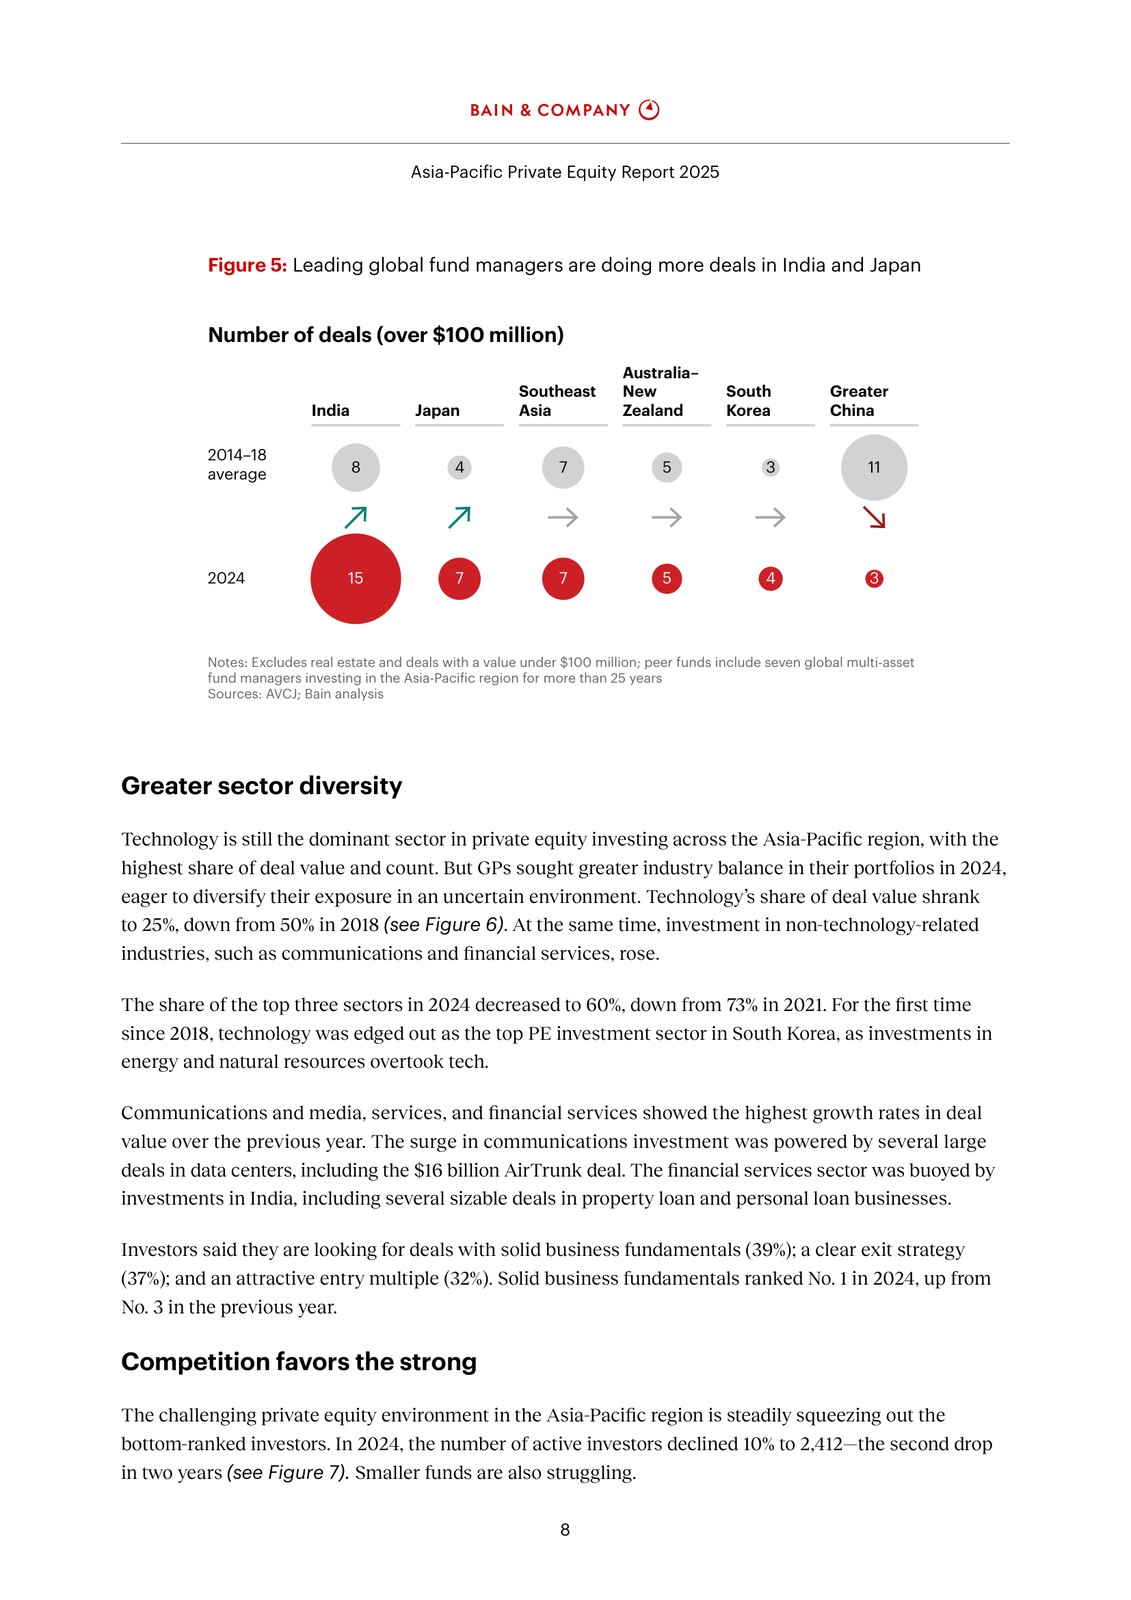 BAIN & COMPANY
Asia-Pacific Private Equity Report 2025
Figure 5: Leading global fund managers are doing more deals in India and Japan
Number of deals (over $100 million)
India
Japan
Southeast
Asia
Australia–
New
Zealand
South
Korea
Greater
China
2014–18
average
8
4
7
5
3
11
2024
15
7
7
5
4
3
Notes: Excludes real estate and deals with a value under $100 million; peer funds include seven global multi-asset
fund managers investing in the Asia-Pacific region for more than 25 years
Sources: AVCJ; Bain analysis
Greater sector diversity
Technology is still the dominant sector in private equity investing across the Asia-Pacific region, with the
highest share of deal value and count. But GPs sought greater industry balance in their portfolios in 2024,
eager to diversify their exposure in an uncertain environment. Technology’s share of deal value shrank
to 25%, down from 50% in 2018 (see Figure 6). At the same time, investment in non-technology-related
industries, such as communications and financial services, rose.
The share of the top three sectors in 2024 decreased to 60%, down from 73% in 2021. For the first time
since 2018, technology was edged out as the top PE investment sector in South Korea, as investments in
energy and natural resources overtook tech.
Communications and media, services, and financial services showed the highest growth rates in deal
value over the previous year. The surge in communications investment was powered by several large
deals in data centers, including the $16 billion AirTrunk deal. The financial services sector was buoyed by
investments in India, including several sizable deals in property loan and personal loan businesses.
Investors said they are looking for deals with solid business fundamentals (39%); a clear exit strategy
(37%); and an attractive entry multiple (32%). Solid business fundamentals ranked No. 1 in 2024, up from
No. 3 in the previous year.
Competition favors the strong
The challenging private equity environment in the Asia-Pacific region is steadily squeezing out the
bottom-ranked investors. In 2024, the number of active investors declined 10% to 2,412—the second drop
in two years (see Figure 7). Smaller funds are also struggling.
8